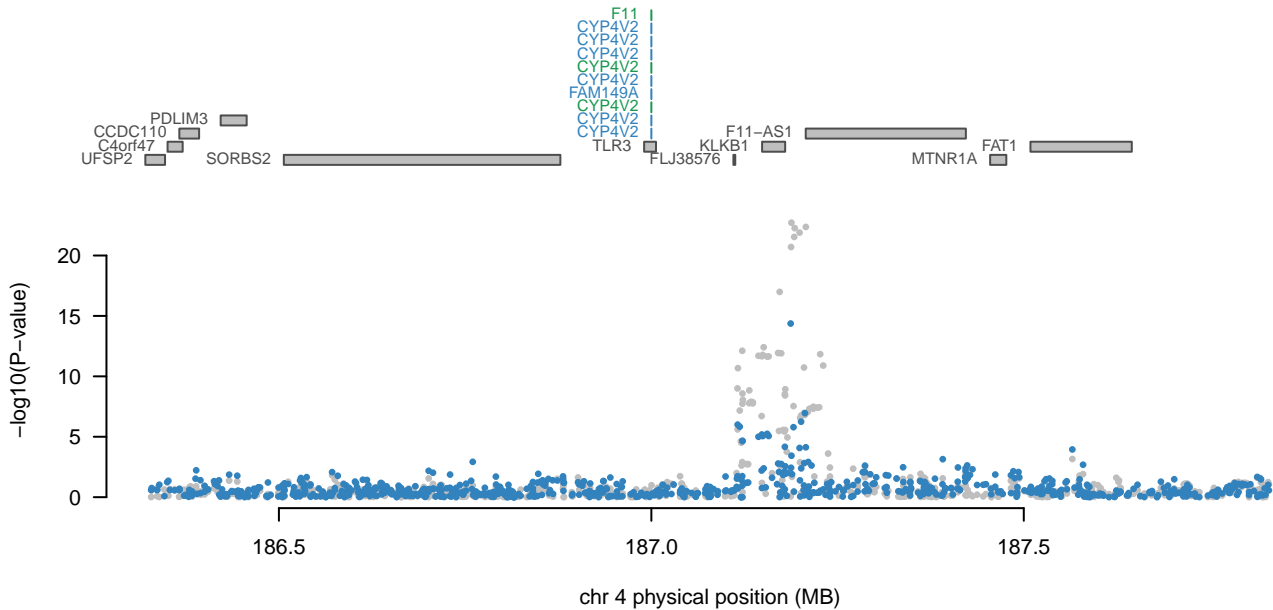 F11
CYP4V2
CYP4V2
CYP4V2
CYP4V2
CYP4V2
FAM149A
CYP4V2
CYP4V2
PDLIM3
CCDC110 CYP4V2 F11−AS1
C4orf47 TLR3 KLKB1 FAT1
UFSP2 SORBS2 FLJ38576 MTNR1A
−log10(P−value)
20
15
10
5
0
186.5 187.0 187.5
chr 4 physical position (MB)